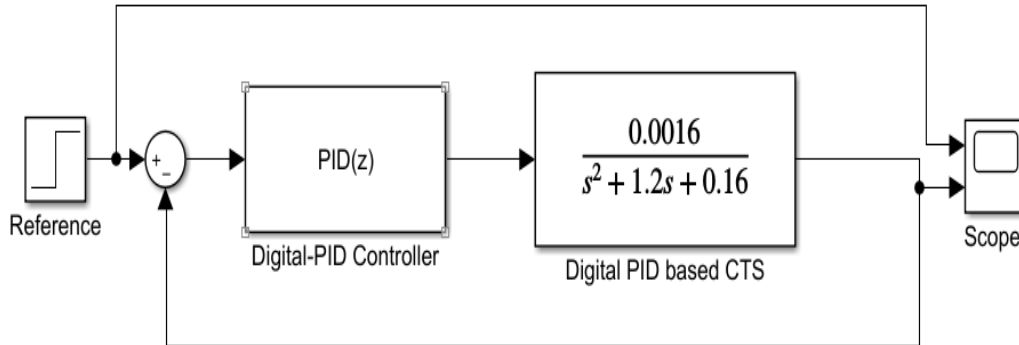 Reference
+
−
PID(z)
Digital-PID Controller
0.0016
s² + 1.2s + 0.16
Digital PID based CTS
Scope